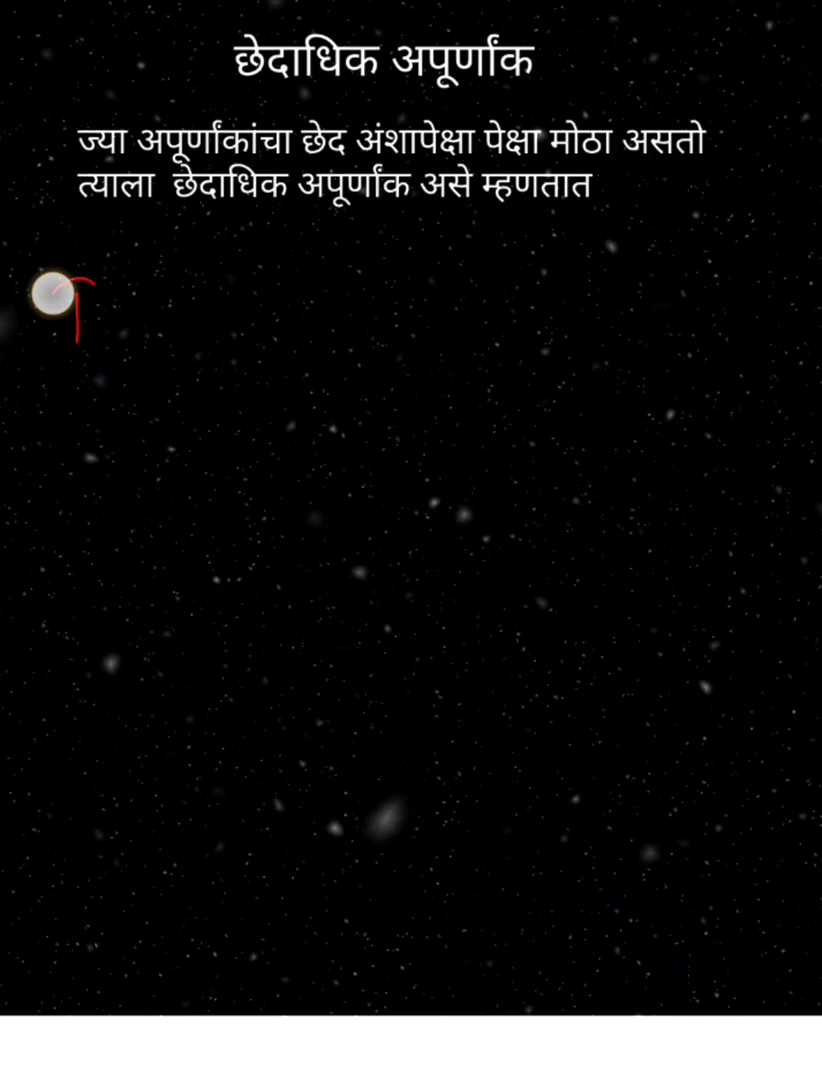 छेदाधिक अपूर्णांक
ज्या अपूर्णांकांचा छेद अंशापेक्षा पेक्षा मोठा असतो
त्याला छेदाधिक अपूर्णांक असे म्हणतात